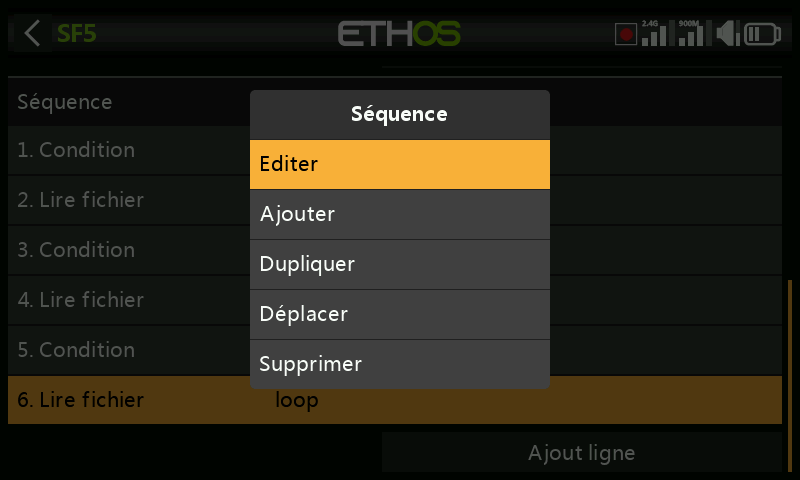 SF5
ETHOS
2.4G
900M
Séquence
Séquence
1. Condition
Editer
2. Lire fichier
Ajouter
3. Condition
Dupliquer
4. Lire fichier
Déplacer
5. Condition
Supprimer
6. Lire fichier loop
Ajout ligne